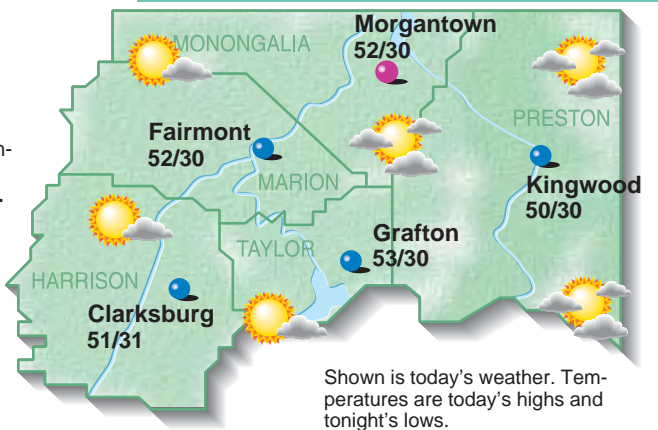 Morgantown
52/30
MONONGALIA
PRESTON
Fairmont
52/30
n-
MARION
Kingwood
50/30
.
TAYLOR
Grafton
53/30
HARRISON
Clarksburg
51/31
Shown is today's weather. Tem-
peratures are today's highs and
tonight's lows.